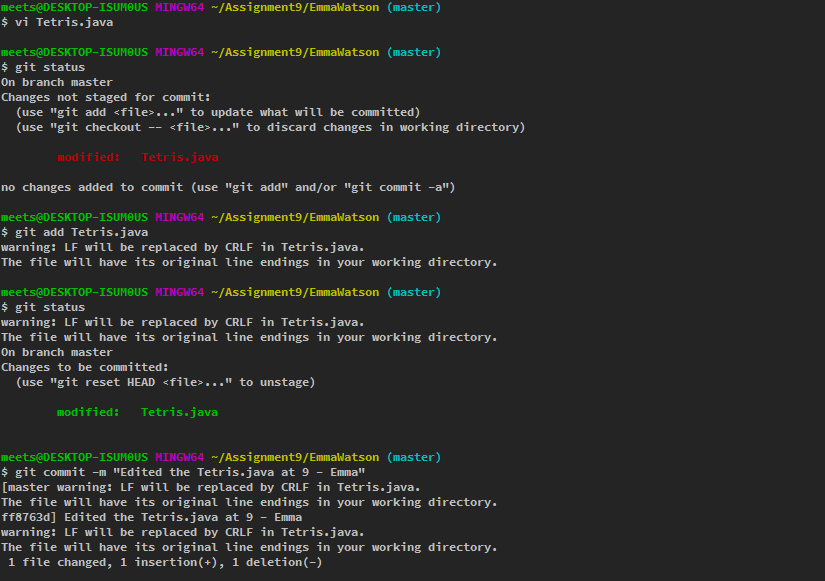 meets@DESKTOP-ISUM0US MINGW64 ~/Assignment9/EmmaWatson (master)
$ vi Tetris.java
meets@DESKTOP-ISUM0US MINGW64 ~/Assignment9/EmmaWatson (master)
$ git status
On branch master
Changes not staged for commit:
  (use "git add <file>..." to update what will be committed)
  (use "git checkout -- <file>..." to discard changes in working directory)
        modified:   Tetris.java
no changes added to commit (use "git add" and/or "git commit -a")
meets@DESKTOP-ISUM0US MINGW64 ~/Assignment9/EmmaWatson (master)
$ git add Tetris.java
warning: LF will be replaced by CRLF in Tetris.java.
The file will have its original line endings in your working directory.
meets@DESKTOP-ISUM0US MINGW64 ~/Assignment9/EmmaWatson (master)
$ git status
warning: LF will be replaced by CRLF in Tetris.java.
The file will have its original line endings in your working directory.
On branch master
Changes to be committed:
  (use "git reset HEAD <file>..." to unstage)
        modified:   Tetris.java
meets@DESKTOP-ISUM0US MINGW64 ~/Assignment9/EmmaWatson (master)
$ git commit -m "Edited the Tetris.java at 9 - Emma"
[master warning: LF will be replaced by CRLF in Tetris.java.
The file will have its original line endings in your working directory.
ff8763d] Edited the Tetris.java at 9 - Emma
warning: LF will be replaced by CRLF in Tetris.java.
The file will have its original line endings in your working directory.
 1 file changed, 1 insertion(+), 1 deletion(-)